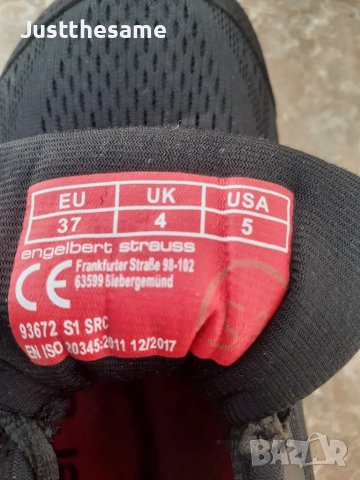 Justthesame
EU UK USA
37 4 5
engelbert strauss
CE Frankfurter Straße 98-102
63599 Biebergemünd
93672 S1 SRC
EN ISO 20345:2011 12/2017
BAZAR